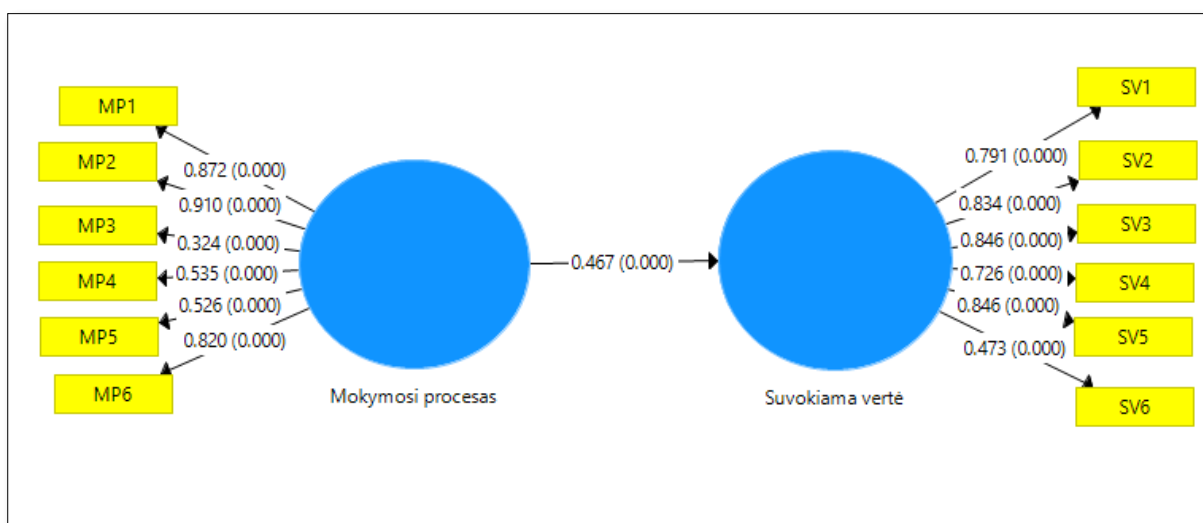 MP1
MP2
MP3
MP4
MP5
MP6
0.872 (0.000)
0.910 (0.000)
0.324 (0.000)
0.535 (0.000)
0.526 (0.000)
0.820 (0.000)
Mokymosi procesas
0.467 (0.000)
Suvokiama vertė
0.791 (0.000)
0.834 (0.000)
0.846 (0.000)
0.726 (0.000)
0.846 (0.000)
0.473 (0.000)
SV1
SV2
SV3
SV4
SV5
SV6